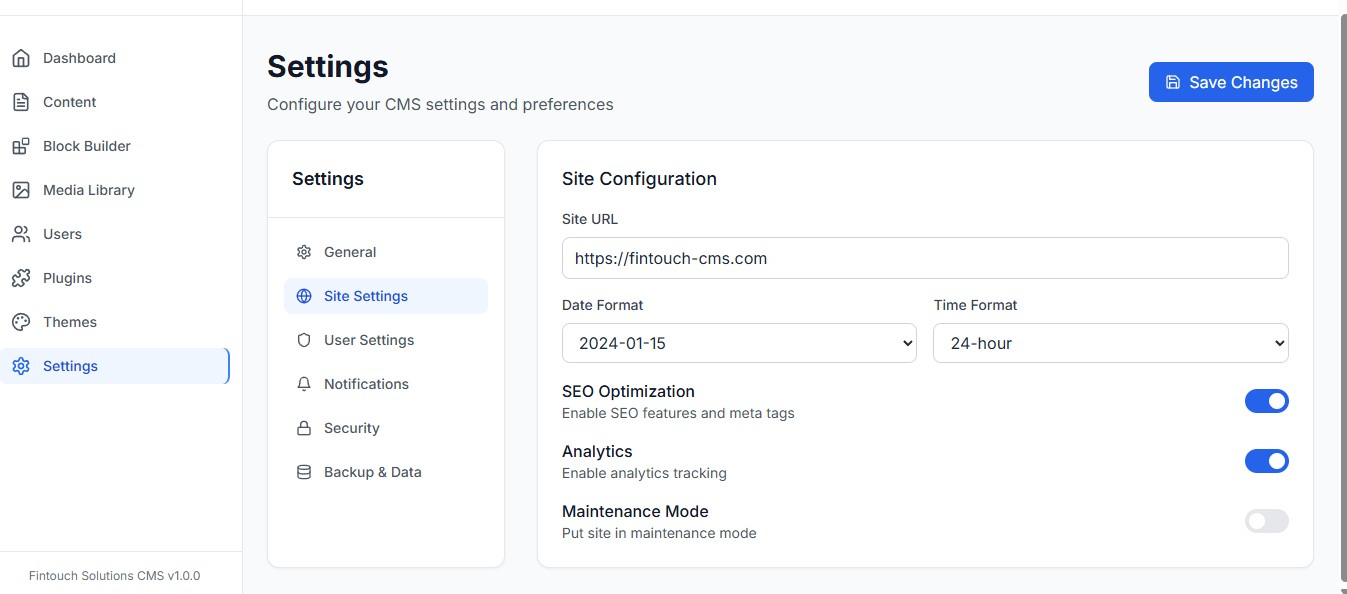 Dashboard
Content
Block Builder
Media Library
Users
Plugins
Themes
Settings
Fintouch Solutions CMS v1.0.0
Settings
Configure your CMS settings and preferences
Save Changes
Settings
General
Site Settings
User Settings
Notifications
Security
Backup & Data
Site Configuration
Site URL
https://fintouch-cms.com
Date Format Time Format
2024-01-15 24-hour
SEO Optimization
Enable SEO features and meta tags
Analytics
Enable analytics tracking
Maintenance Mode
Put site in maintenance mode